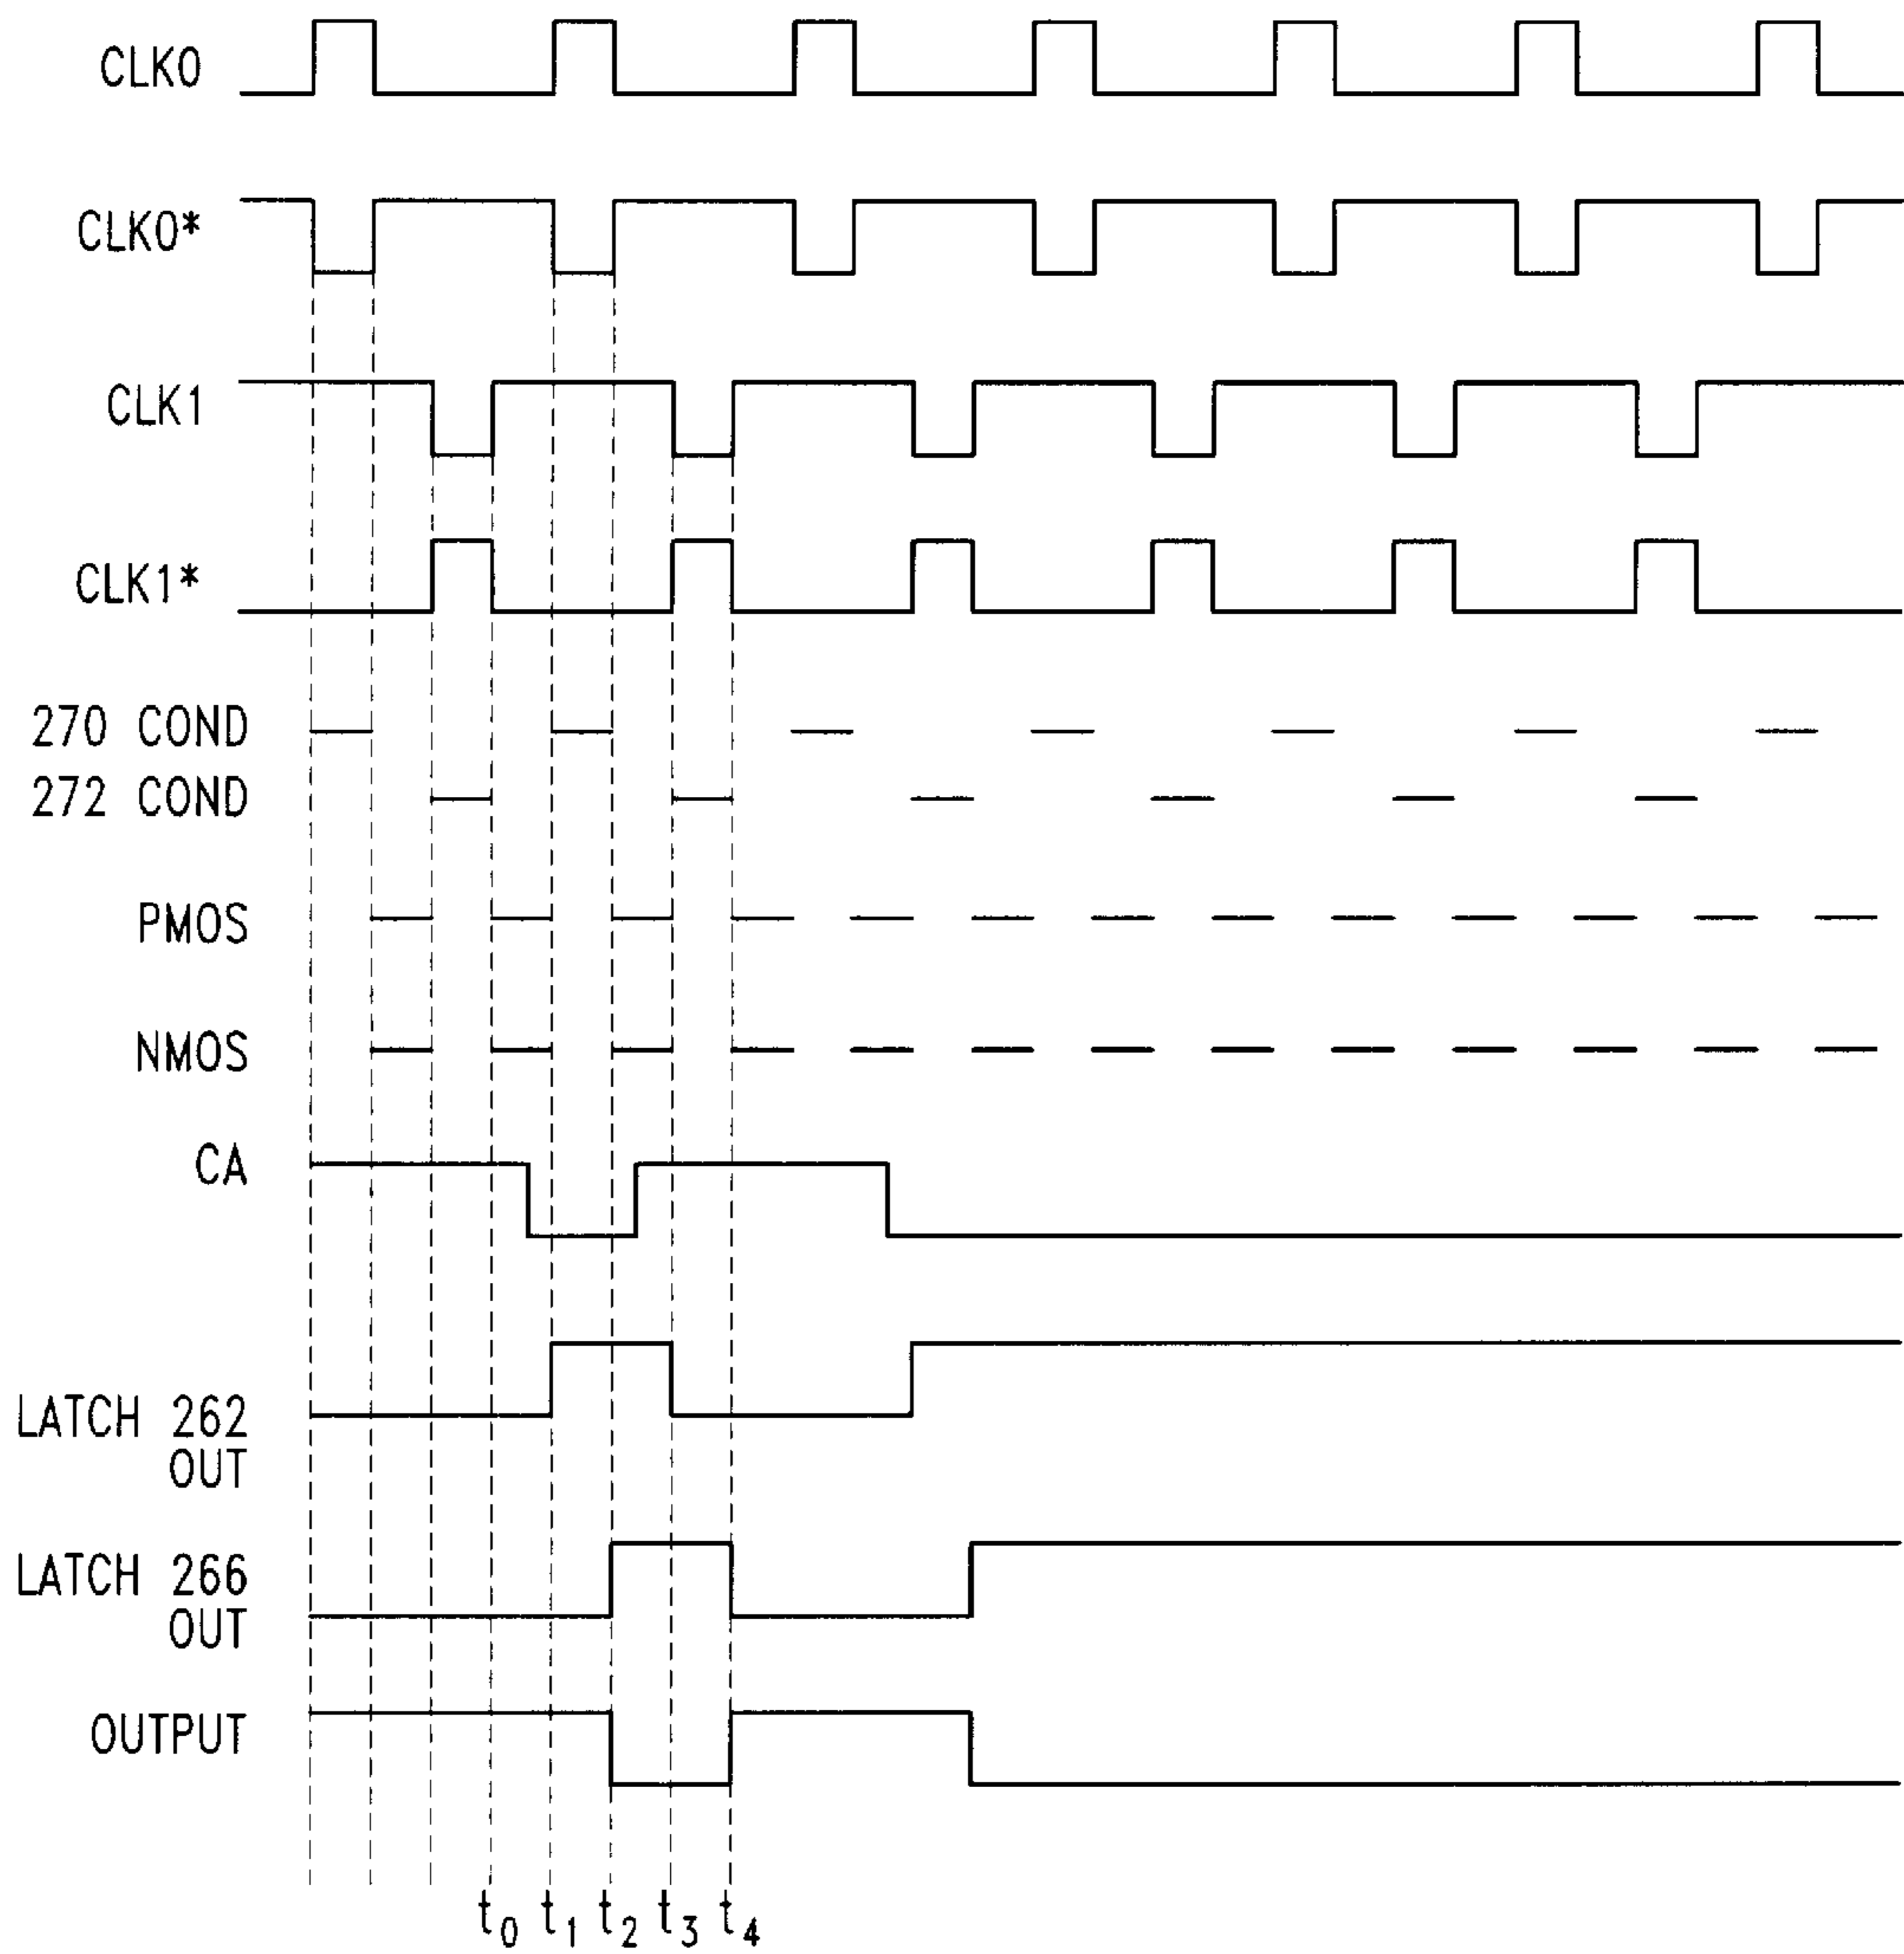 CLK0
CLK0*
CLK1
CLK1*
270 COND
272 COND
PMOS
NMOS
CA
LATCH 262
OUT
LATCH 266
OUT
OUTPUT
t0 t1 t2 t3 t4